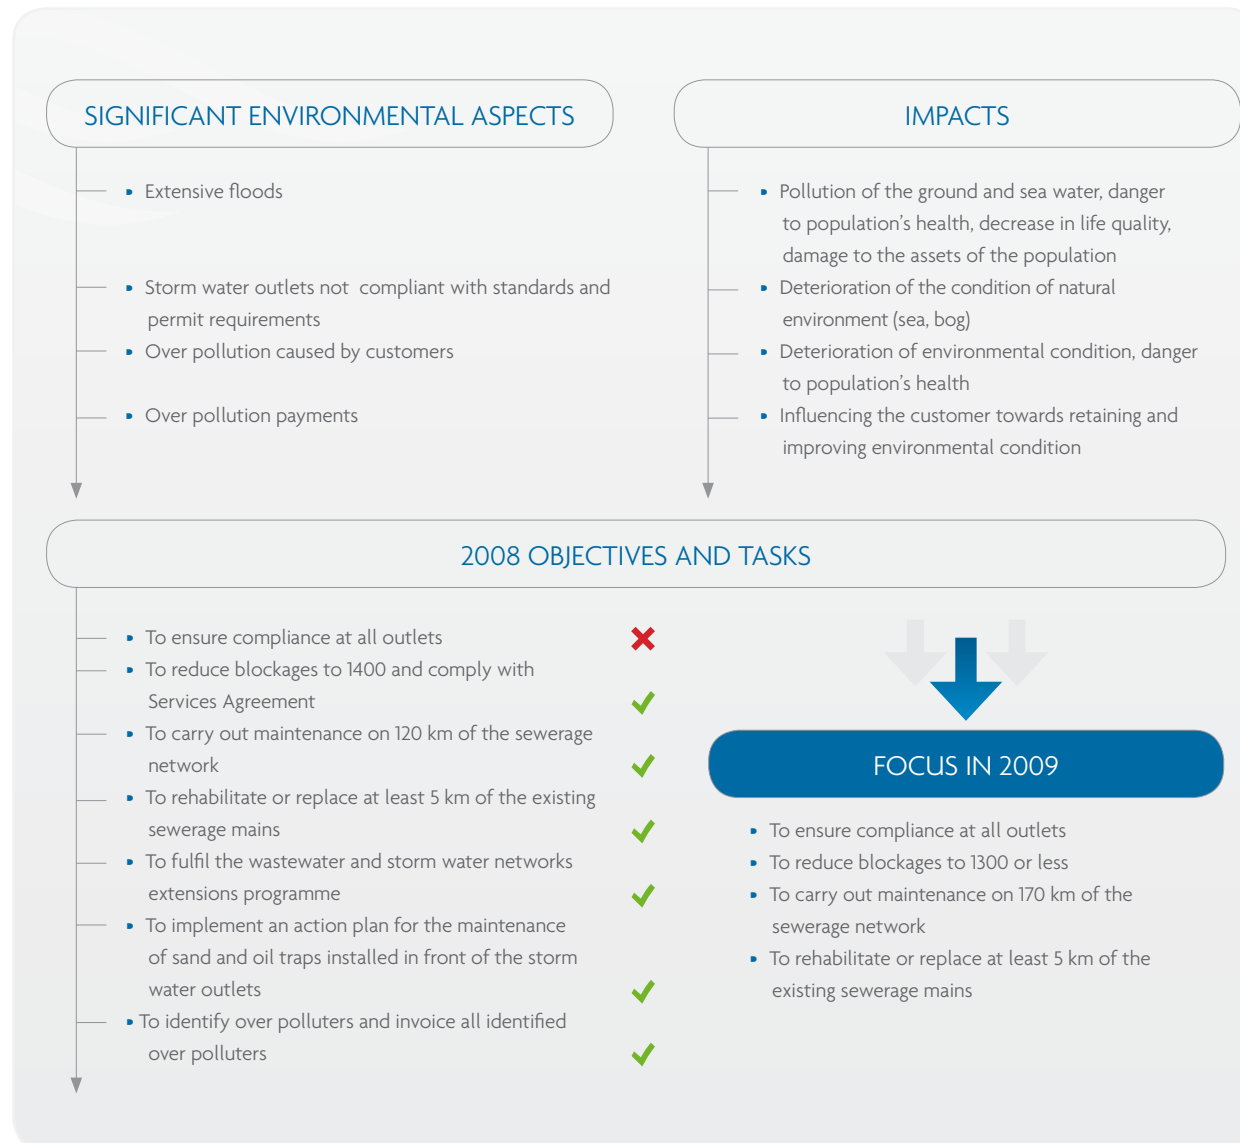 SIGNIFICANT ENVIRONMENTAL ASPECTS
Extensive floods
Storm water outlets not compliant with standards and
permit requirements
Over pollution caused by customers
Over pollution payments
IMPACTS
Pollution of the ground and sea water, danger
to population's health, decrease in life quality,
damage to the assets of the population
Deterioration of the condition of natural
environment (sea, bog)
Deterioration of environmental condition, danger
to population's health
Influencing the customer towards retaining and
improving environmental condition
2008 OBJECTIVES AND TASKS
To ensure compliance at all outlets
To reduce blockages to 1400 and comply with
Services Agreement
To carry out maintenance on 120 km of the sewerage
network
To rehabilitate or replace at least 5 km of the existing
sewerage mains
To fulfil the wastewater and storm water networks
extensions programme
To implement an action plan for the maintenance
of sand and oil traps installed in front of the storm
water outlets
To identify over polluters and invoice all identified
over polluters
FOCUS IN 2009
To ensure compliance at all outlets
To reduce blockages to 1300 or less
To carry out maintenance on 170 km of the
sewerage network
To rehabilitate or replace at least 5 km of the
existing sewerage mains